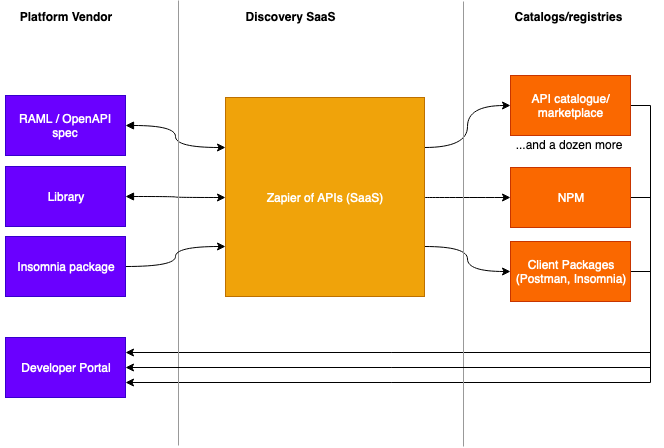 Platform Vendor
Discovery SaaS
Catalogs/registries
RAML / OpenAPI
spec
Library
Insomnia package
Developer Portal
Zapier of APIs (SaaS)
API catalogue/
marketplace
...and a dozen more
NPM
Client Packages
(Postman, Insomnia)